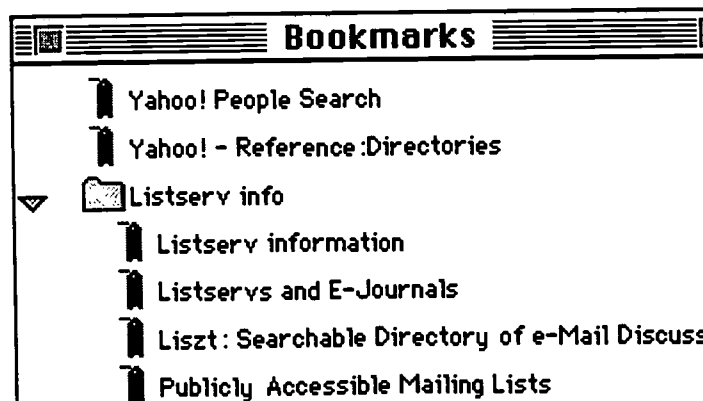 Bookmarks
Yahoo! People Search
Yahoo! - Reference:Directories
Listserv info
Listserv information
Listservs and E-Journals
Liszt: Searchable Directory of e-Mail Discuss
Publicly Accessible Mailing Lists